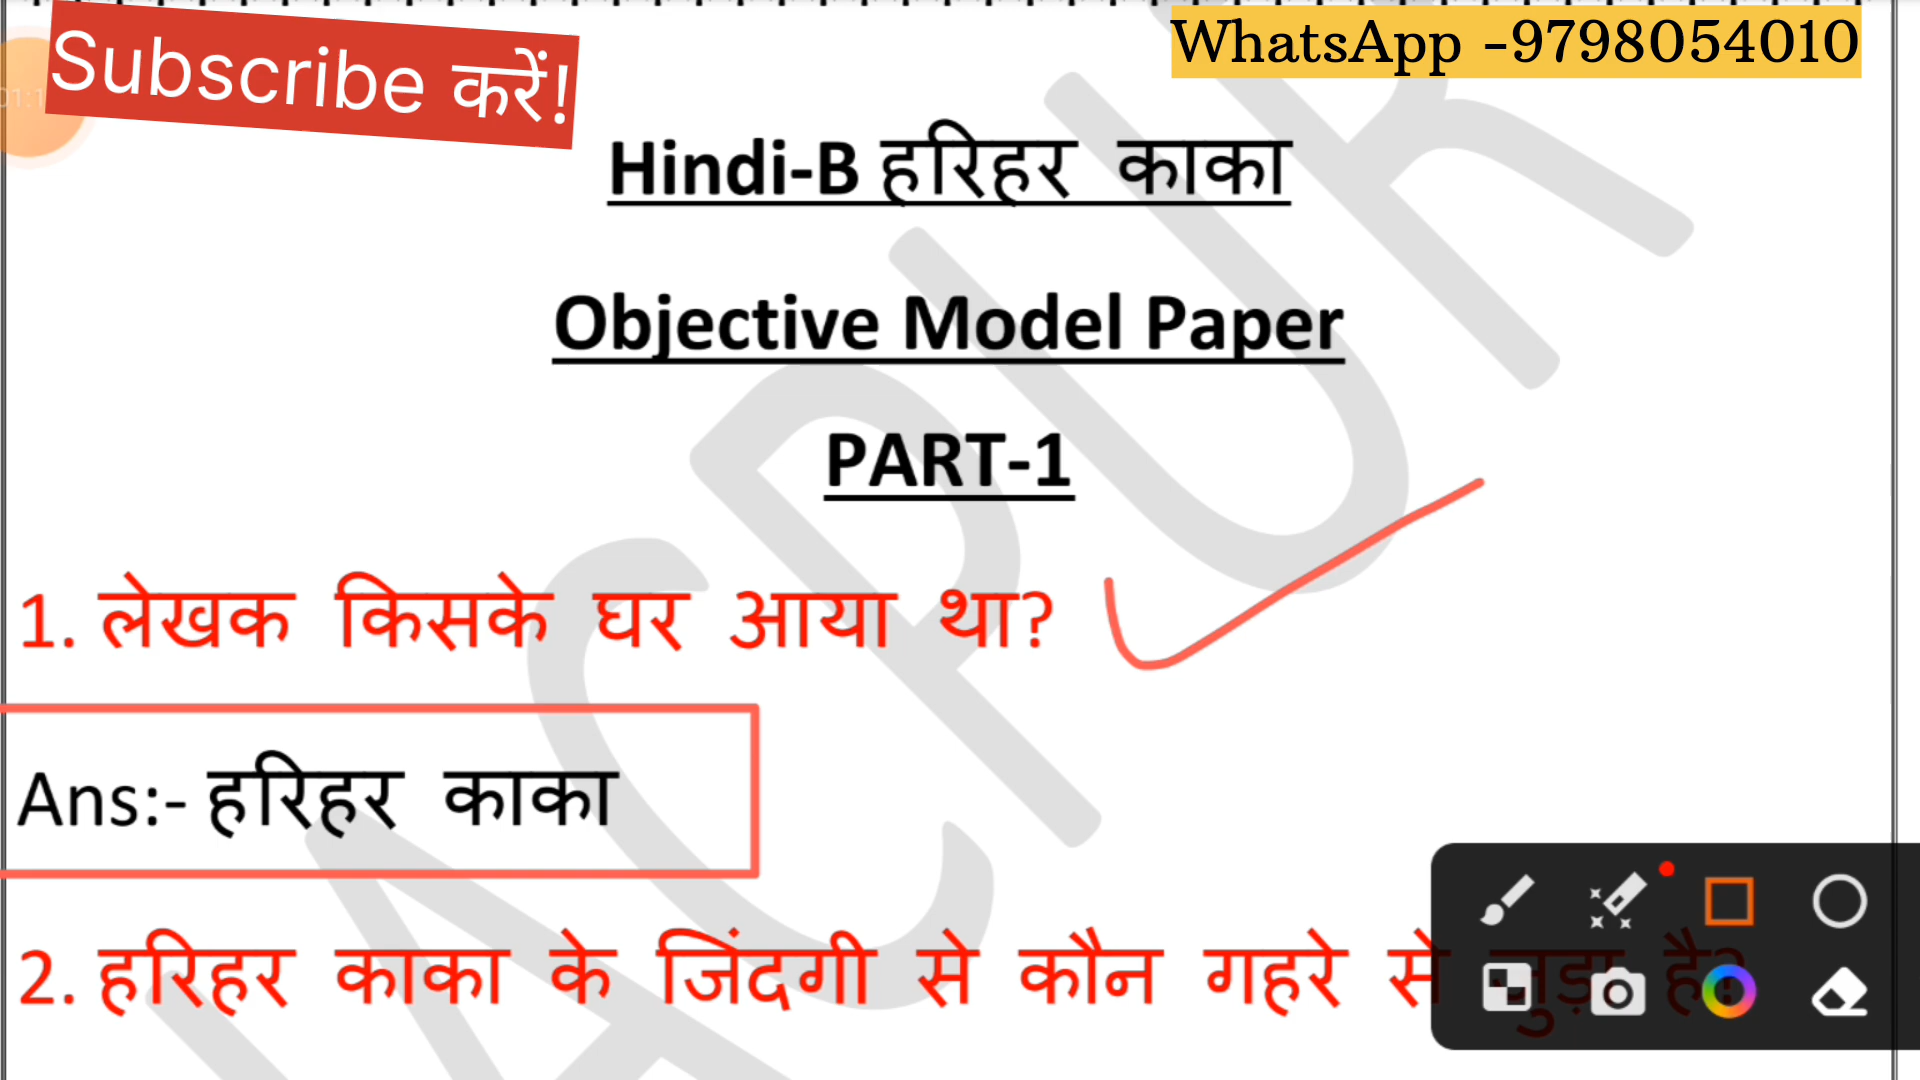 Subscribe करें!
WhatsApp -9798054010
Hindi-B हरिहर काका
Objective Model Paper
PART-1
1. लेखक किसके घर आया था?
Ans:- हरिहर काका
2. हरिहर काका के जिंदगी से कौन गहरे से जुड़ा है?